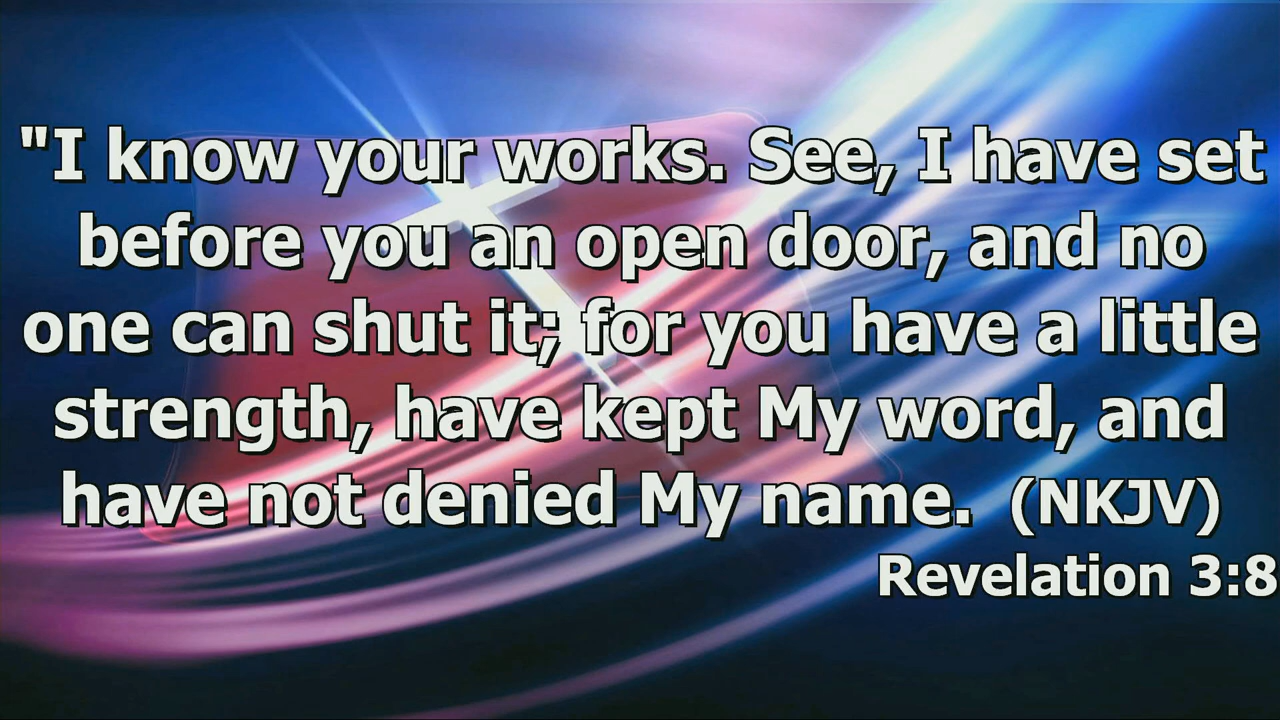 "I know your works. See, I have set
before you an open door, and no
one can shut it; for you have a little
strength, have kept My word, and
have not denied My name.  (NKJV)
Revelation 3:8